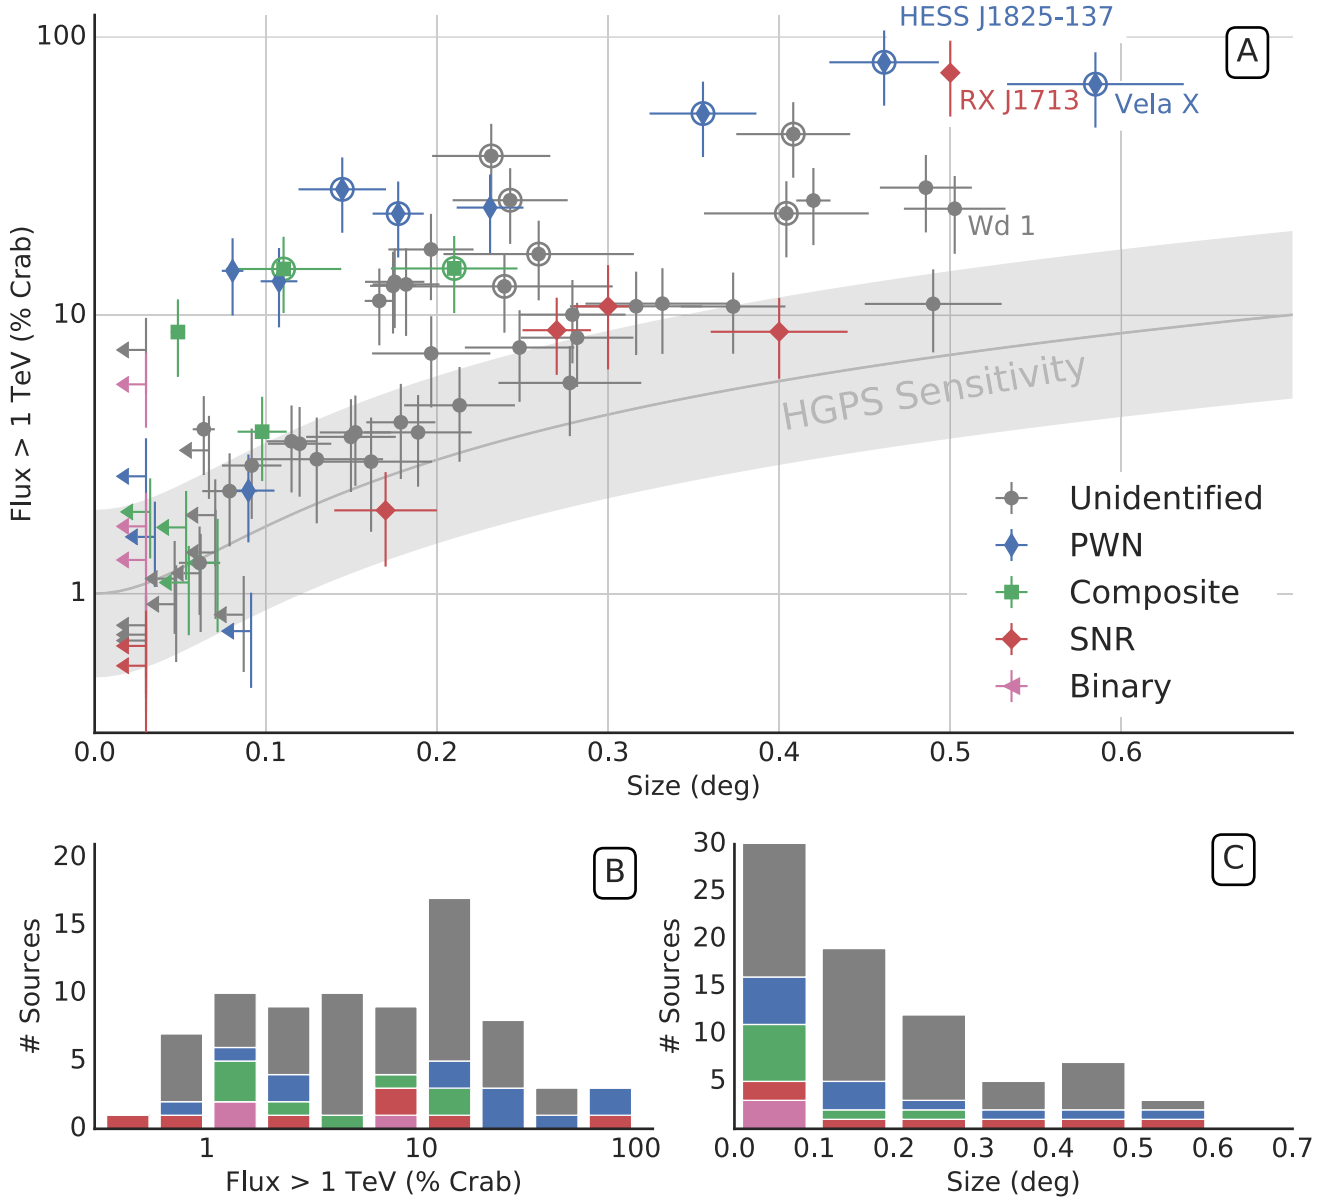 HESS J1825-137
A
RX J1713
Vela X
Wd 1
HGPS Sensitivity
100
10
1
Flux > 1 TeV (% Crab)
Unidentified
PWN
Composite
SNR
Binary
0.0 0.1 0.2 0.3 0.4 0.5 0.6
Size (deg)
B
20
15
10
5
0
# Sources
1 10 100
Flux > 1 TeV (% Crab)
C
30
25
20
15
10
5
# Sources
0.0 0.1 0.2 0.3 0.4 0.5 0.6 0.7
Size (deg)